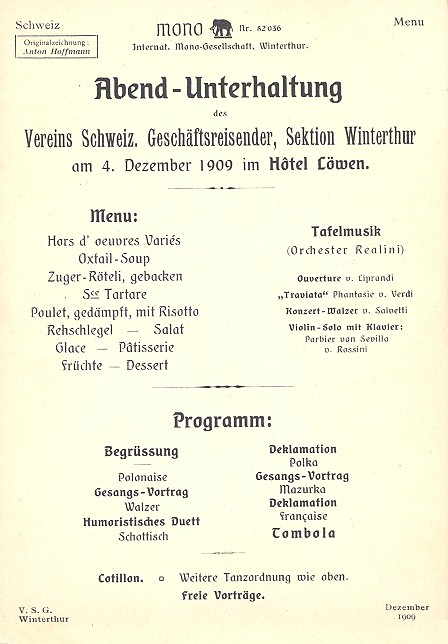 Schweiz
Menu
mono Nr. 82 036
Originalzeichnung:
Anton Hoffmann
Internat. Mono-Gesellschaft, Winterthur.
Abend-Unterhaltung
des
Vereins Schweiz. Geschäftsreisender, Sektion Winterthur
am 4. Dezember 1909 im Hôtel Löwen.
Menu:
Hors d' oeuvres Variés
Oxtail-Soup
Zuger-Röteli, gebacken
Sce Tartare
Poulet, gedämpft, mit Risotto
Rehschlegel — Salat
Glace — Pâtisserie
Früchte — Dessert
Tafelmusik
(Orchester Realini)
Ouverture v. Liprandi
„Traviata“ Phantasie v. Verdi
Konzert-Walzer v. Salvetti
Violin-Solo mit Klavier:
Barbier von Sevilla
v. Rossini
Programm:
Begrüssung
Polonaise
Gesangs-Vortrag
Walzer
Humoristisches Duett
Schottisch
Deklamation
Polka
Gesangs-Vortrag
Mazurka
Deklamation
Française
Tombola
Cotillon. ▫ Weitere Tanzordnung wie oben.
Freie Vorträge.
V. S. G.
Winterthur
Dezember
1909